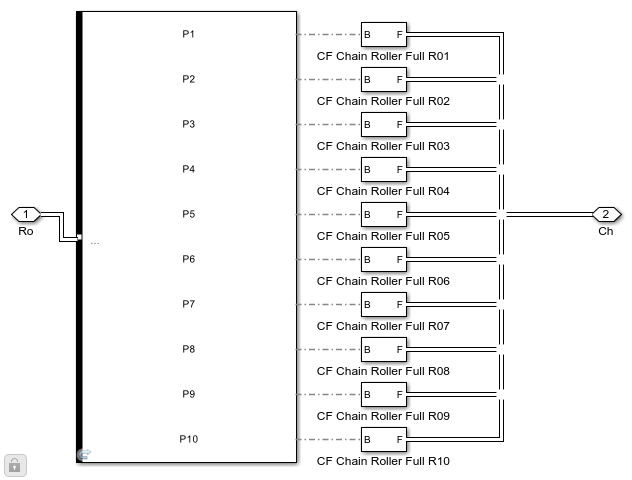 P1
B F
CF Chain Roller Full R01
P2
B F
CF Chain Roller Full R02
P3
B F
CF Chain Roller Full R03
P4
B F
CF Chain Roller Full R04
1
Ro
P5
B F
CF Chain Roller Full R05
2
Ch
...
P6
B F
CF Chain Roller Full R06
P7
B F
CF Chain Roller Full R07
P8
B F
CF Chain Roller Full R08
P9
B F
CF Chain Roller Full R09
P10
B F
CF Chain Roller Full R10